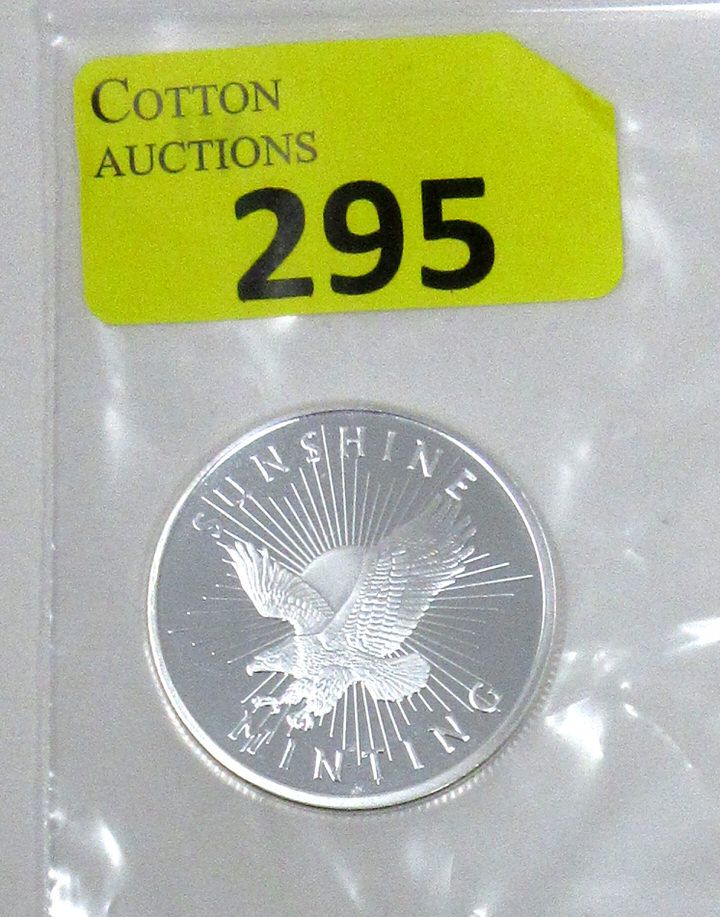 COTTON
AUCTIONS
295
SUNSHINE
MINTING